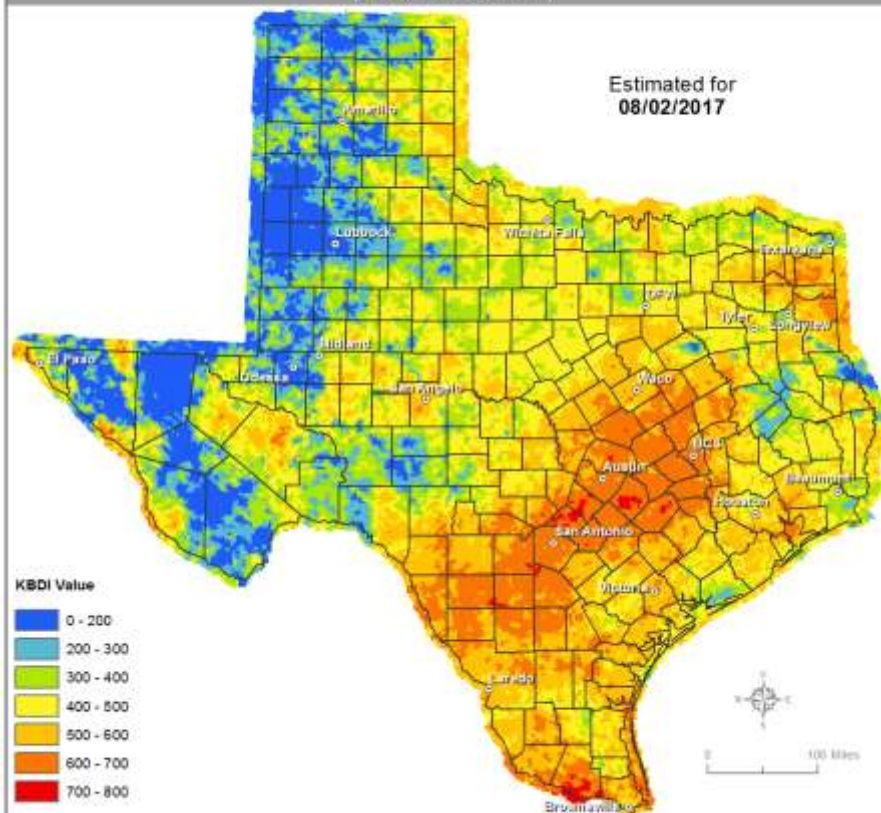 Estimated for
08/02/2017
Amarillo
Lubbock
Wichita Falls
Texarkana
DFW
Tyler
Longview
Midland
El Paso
Odessa
San Angelo
Waco
BCS
Austin
Beaumont
Houston
San Antonio
Victoria
KBDI Value
0 - 200
200 - 300
300 - 400
400 - 500
500 - 600
600 - 700
700 - 800
Laredo
0 100 Miles
Brownsville